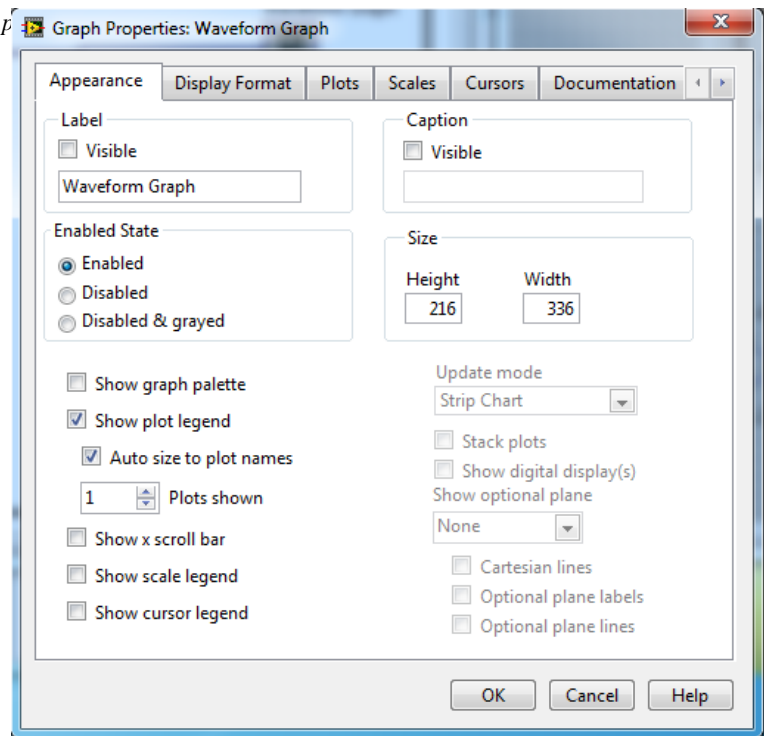 p
Graph Properties: Waveform Graph
Appearance Display Format Plots Scales Cursors Documentation
Label
Visible
Waveform Graph
Caption
Visible
Enabled State
Enabled
Disabled
Disabled & grayed
Size
Height Width
216 336
Show graph palette
Show plot legend
Auto size to plot names
1 Plots shown
Show x scroll bar
Show scale legend
Show cursor legend
Update mode
Strip Chart
Stack plots
Show digital display(s)
Show optional plane
None
Cartesian lines
Optional plane labels
Optional plane lines
OK Cancel Help